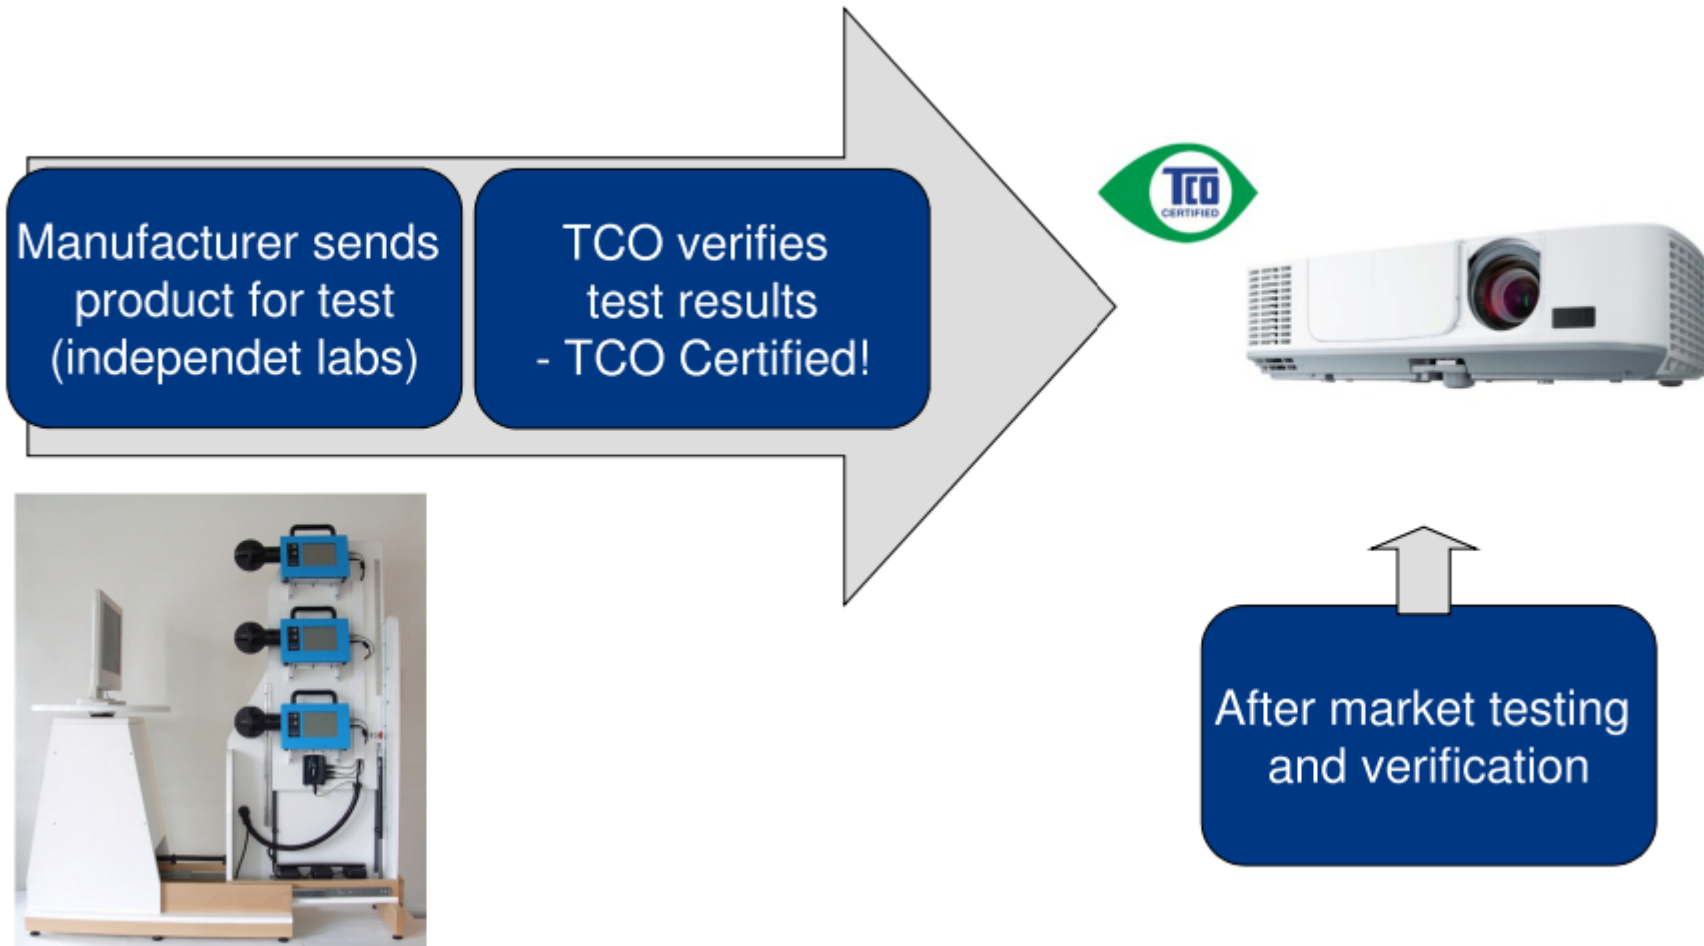 Manufacturer sends
product for test
(independet labs)
TCO verifies
test results
- TCO Certified!
TCO
CERTIFIED
After market testing
and verification